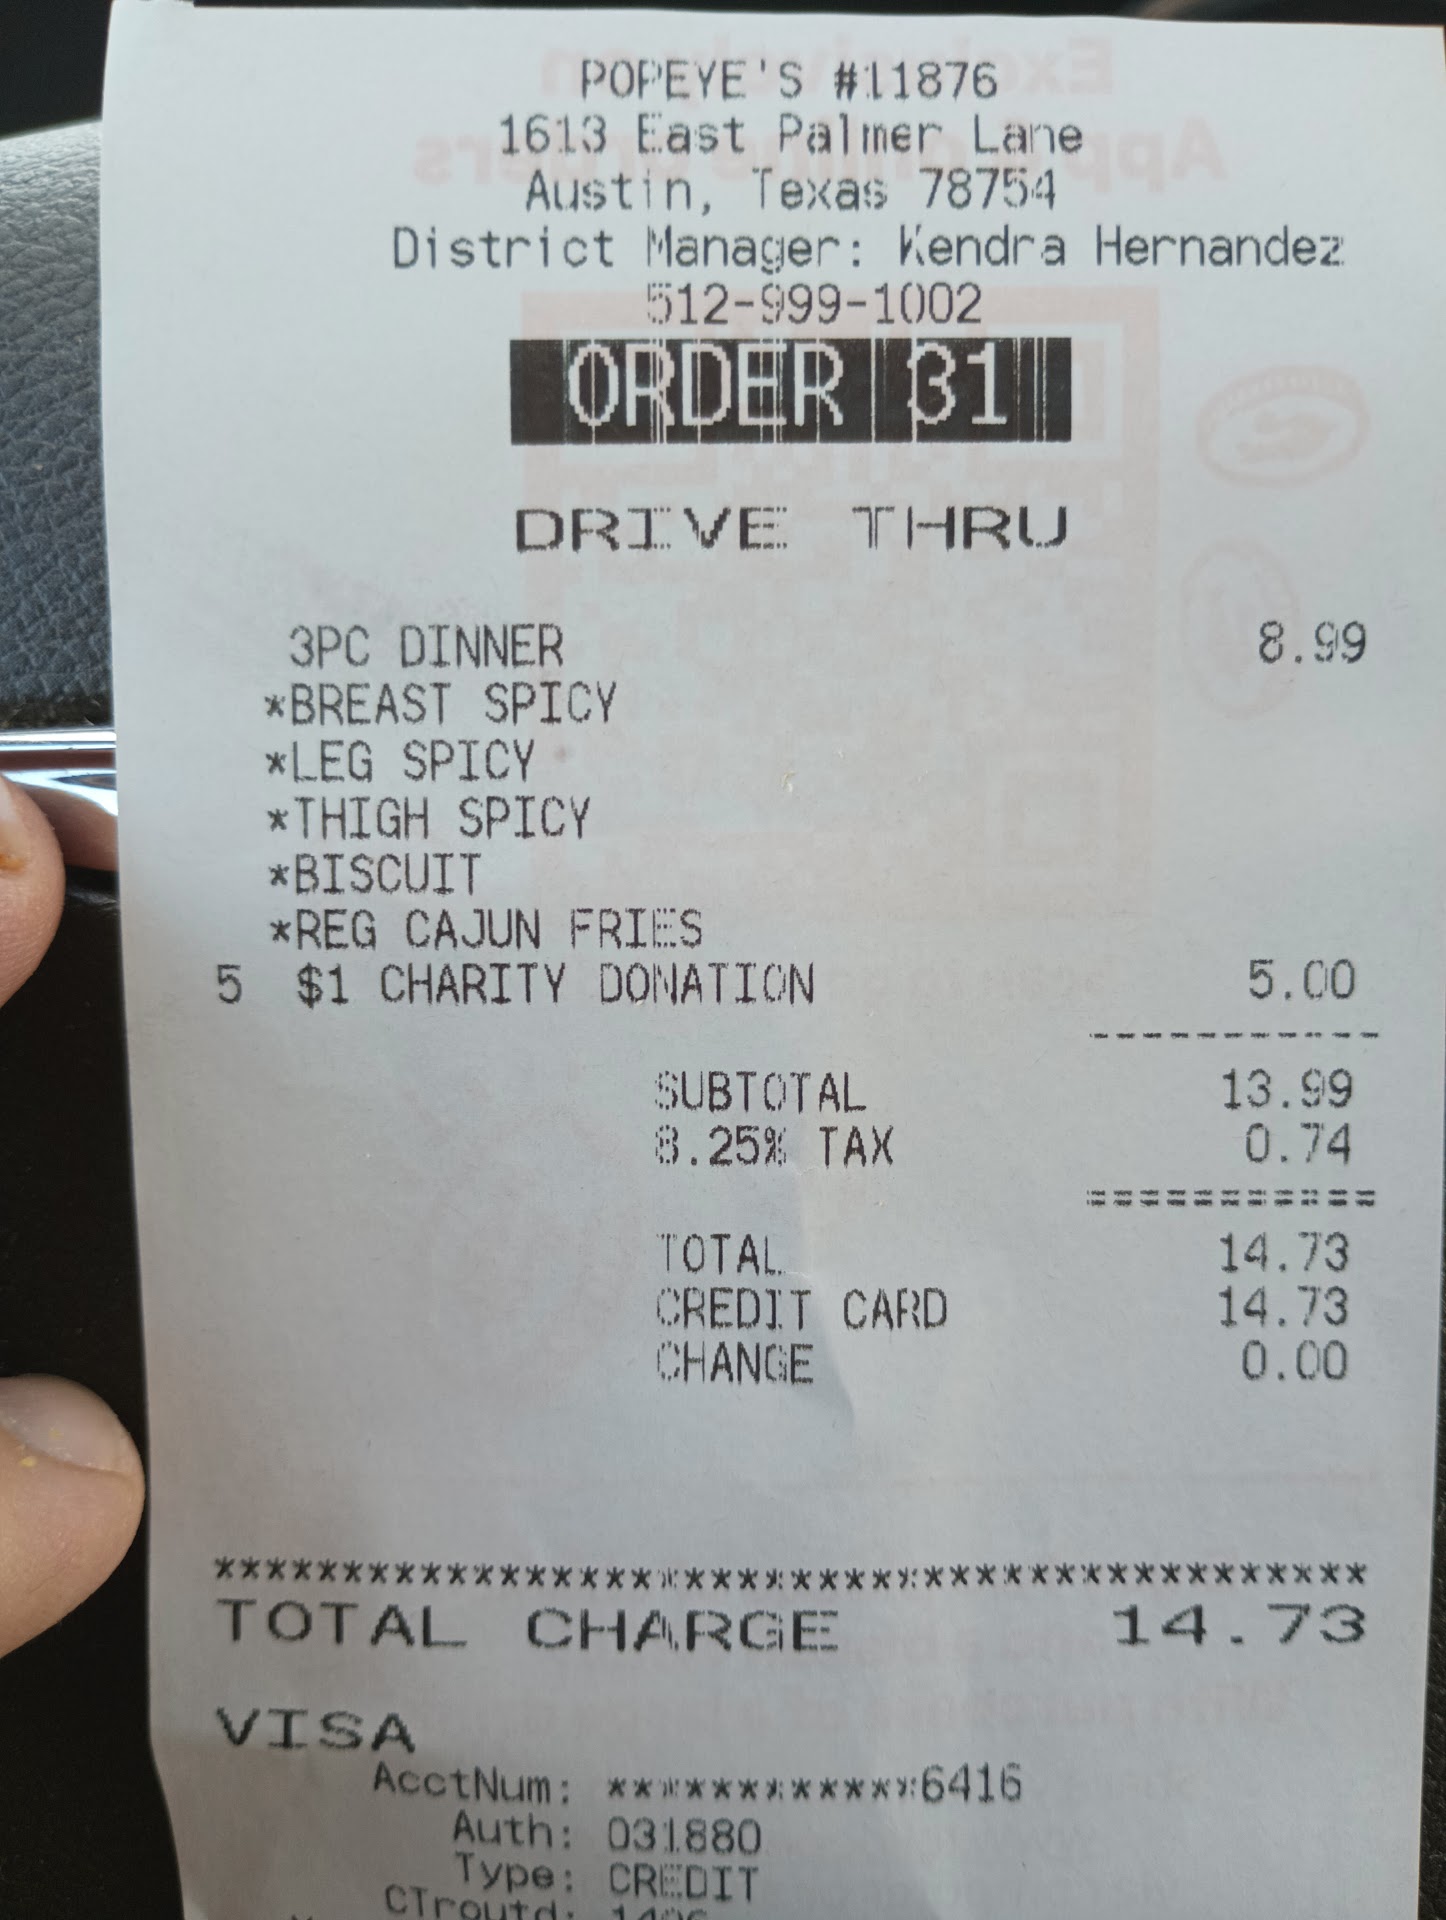 POPEYE'S #11876
1613 East Palmer Lane
Austin, Texas 78754
District Manager: Kendra Hernandez
512-999-1002
ORDER 31
DRIVE THRU
3PC DINNER 8.99
*BREAST SPICY
*LEG SPICY
*THIGH SPICY
*BISCUIT
*REG CAJUN FRIES
5 $1 CHARITY DONATION 5.00
-----------
SUBTOTAL 13.99
8.25% TAX 0.74
===========
TOTAL 14.73
CREDIT CARD 14.73
CHANGE 0.00
********************************************
TOTAL CHARGE 14.73
VISA
AcctNum: ************6416
Auth: 031880
Type: CREDIT
CTroutd: 1406